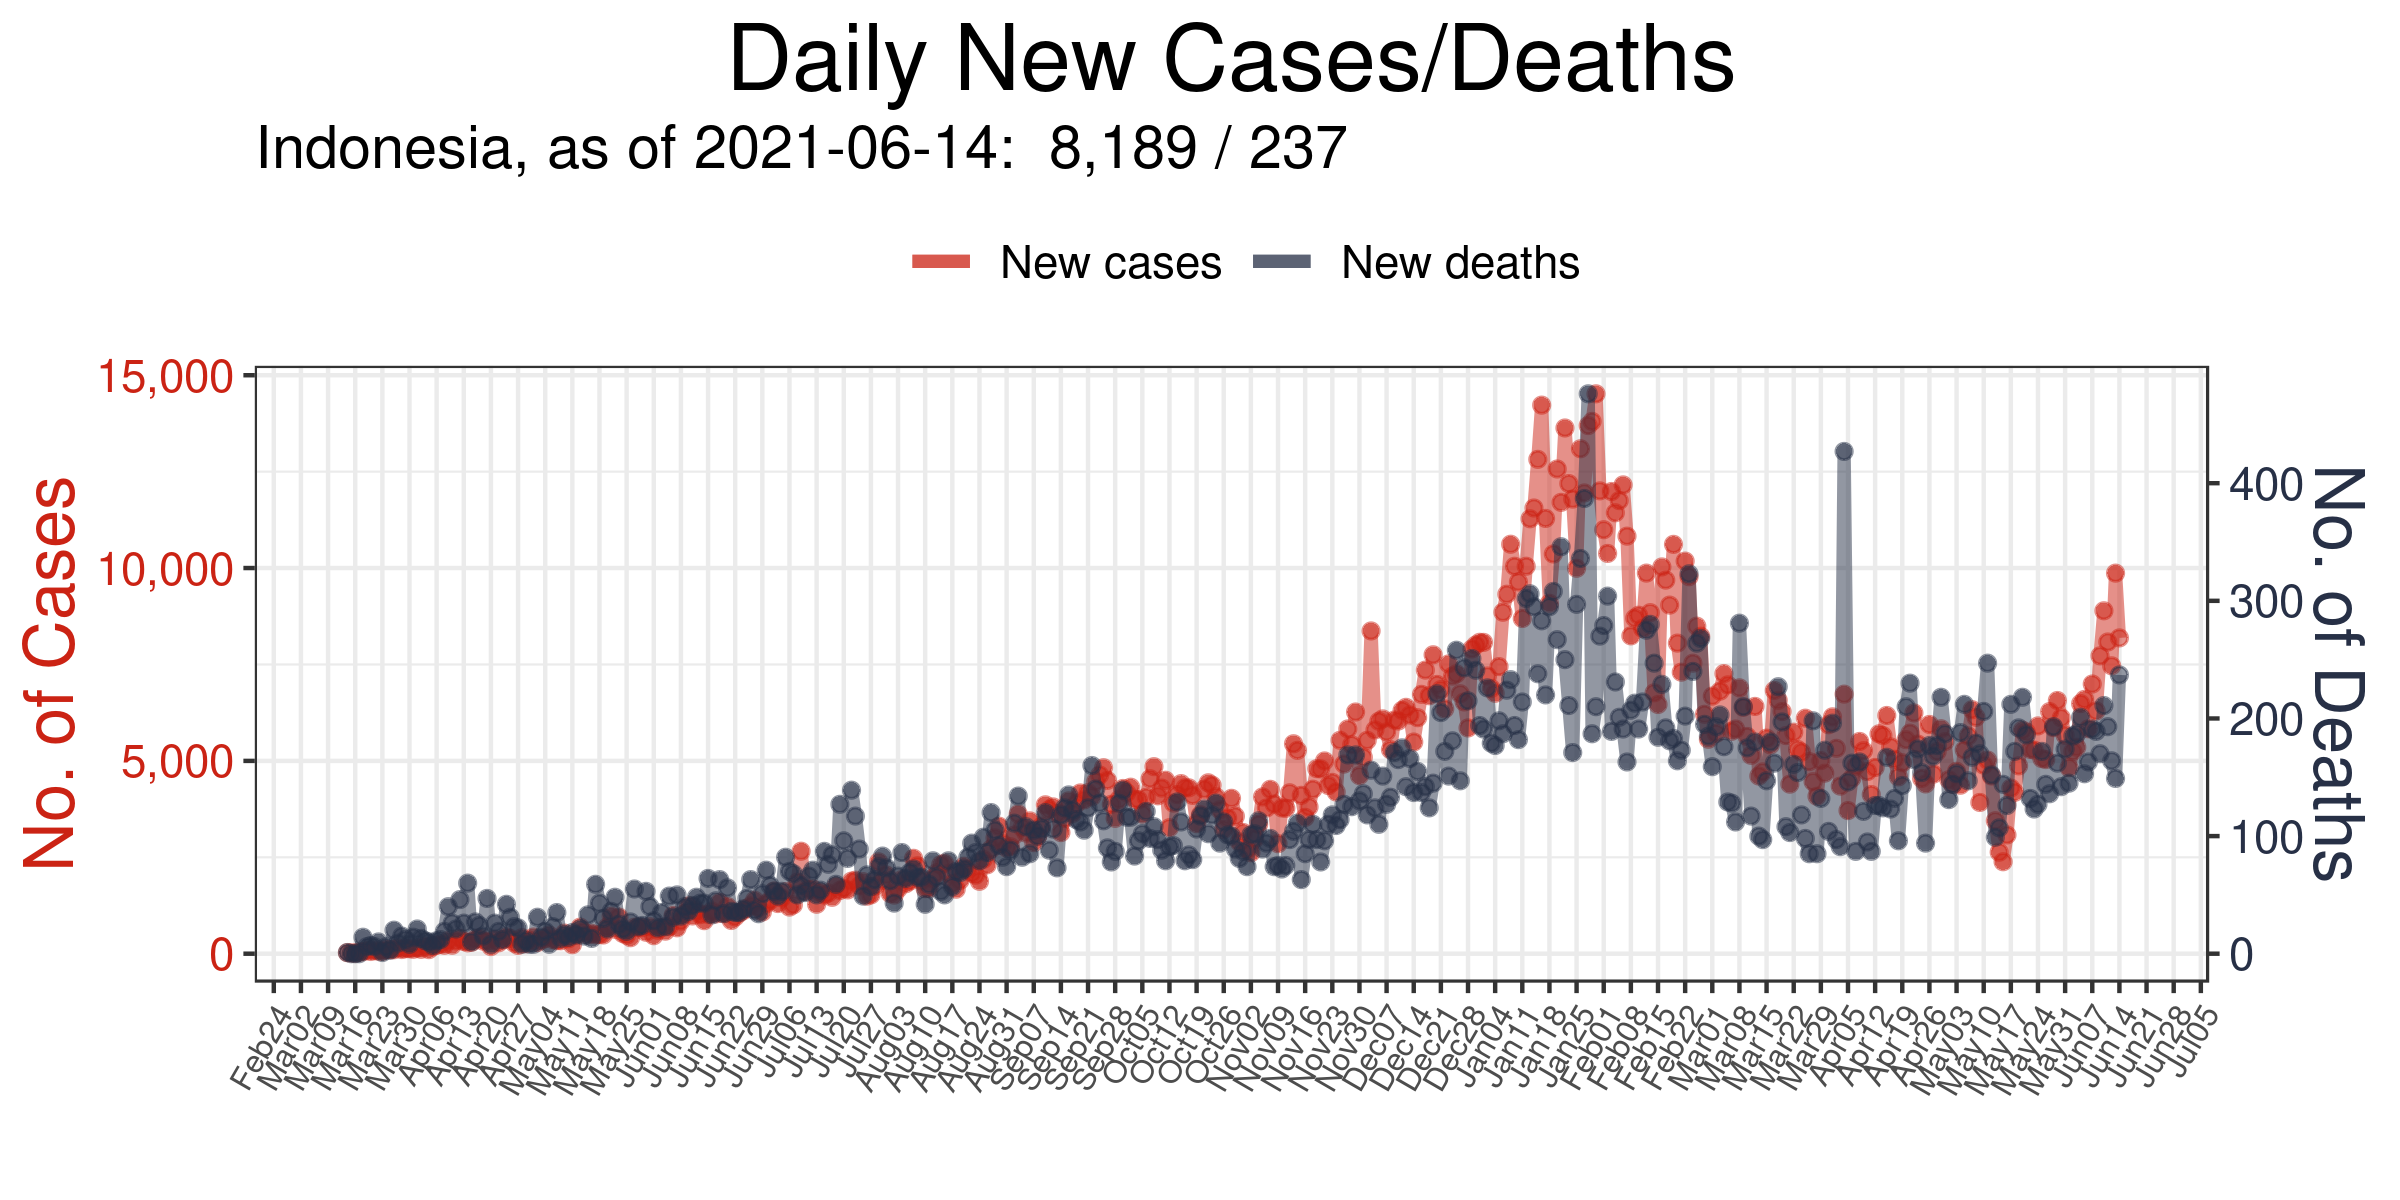 Daily New Cases/Deaths
Indonesia, as of 2021-06-14: 8,189 / 237
New cases
New deaths
No. of Cases
15,000
10,000
5,000
0
400
300
200
100
0
No. of Deaths
Feb24
Mar02
Mar09
Mar16
Mar23
Mar30
Apr06
Apr13
Apr20
Apr27
May04
May11
May18
May25
Jun01
Jun08
Jun15
Jun22
Jun29
Jul06
Jul13
Jul20
Jul27
Aug03
Aug10
Aug17
Aug24
Aug31
Sep07
Sep14
Sep21
Sep28
Oct05
Oct12
Oct19
Oct26
Nov02
Nov09
Nov16
Nov23
Nov30
Dec07
Dec14
Dec21
Dec28
Jan04
Jan11
Jan18
Jan25
Feb01
Feb08
Feb15
Feb22
Mar01
Mar08
Mar15
Mar22
Mar29
Apr05
Apr12
Apr19
Apr26
May03
May10
May17
May24
May31
Jun07
Jun14
Jun21
Jun28
Jul05